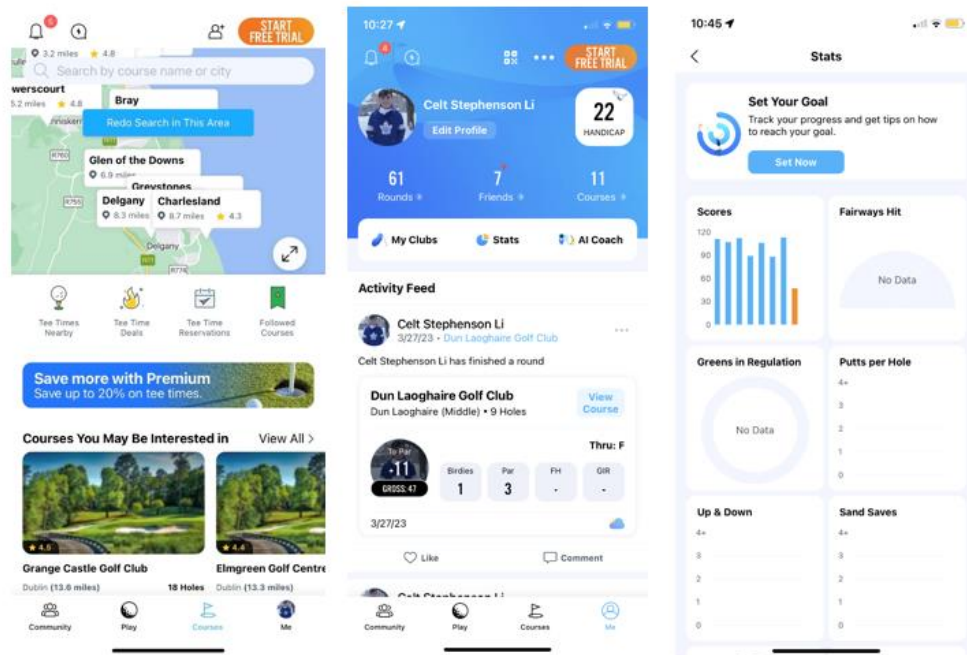 6
START
FREE TRIAL
3.2 miles 4.8
Search by course name or city
werscourt
5.2 miles 4.8
Bray
Redo Search in This Area
R760
Glen of the Downs
6.9 miles
Greystones
R755
Delgany
8.3 miles
Charlesland
8.7 miles 4.3
Delgany
R774
Tee Times
Nearby
Tee Time
Deals
Tee Time
Reservations
Followed
Courses
Save more with Premium
Save up to 20% on tee times.
Courses You May Be Interested in
View All >
4.5
4.4
Grange Castle Golf Club
Dublin (13.6 miles)
18 Holes
Elmgreen Golf Centre
Dublin (13.3 miles)
Community
Play
Courses
Me
10:27
4
START
FREE TRIAL
Celt Stephenson Li
Edit Profile
22
HANDICAP
61
Rounds
7
Friends
11
Courses
My Clubs
Stats
AI Coach
Activity Feed
Celt Stephenson Li
3/27/23 • Dun Laoghaire Golf Club
Celt Stephenson Li has finished a round
Dun Laoghaire Golf Club
Dun Laoghaire (Middle) • 9 Holes
View
Course
Thru: F
To Par
+11
GROSS: 47
Birdies
1
Par
3
FH
-
GIR
-
3/27/23
Like
Comment
Celt Stephenson Li
Community
Play
Courses
Me
10:45
Stats
Set Your Goal
Track your progress and get tips on how
to reach your goal.
Set Now
Scores
120
90
60
30
0
Fairways Hit
No Data
Greens in Regulation
No Data
Putts per Hole
4+
3
2
1
0
Up & Down
4+
3
2
1
0
Sand Saves
4+
3
2
1
0